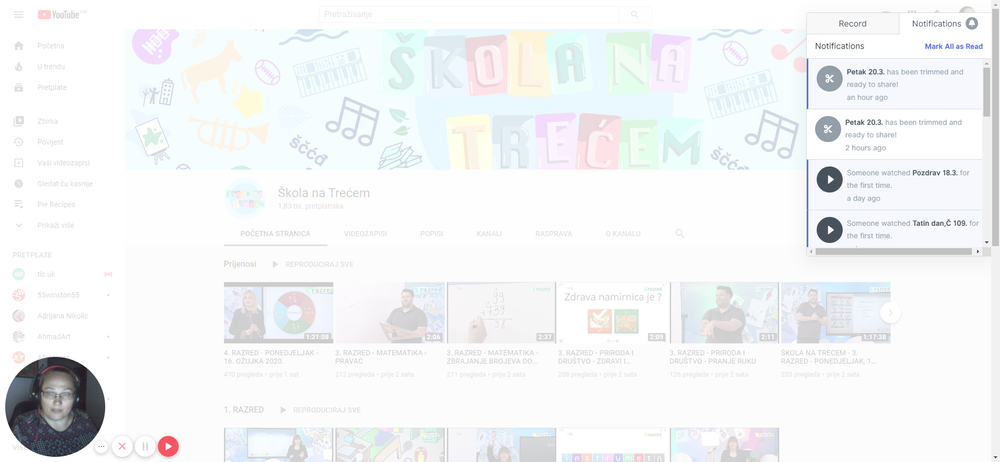 YouTube HR
Pretraživanje
Početna
U trendu
Pretplate
Zbirka
Povijest
Vaši videozapisi
Gledat ću kasnije
Pie Recipes
Prikaži više
PRETPLATE
tlc uk
55winston55
Adrijana Nikolic
AhmadArt
ŠKOLA NA
TREĆEM
ščćđ
ščćđ
Škola na Trećem
1,83 tis. pretplatnika
POČETNA STRANICA
VIDEOZAPISI
POPISI
KANALI
RASPRAVA
O KANALU
Prijenosi
REPRODUCIRAJ SVE
razred
1:21:08
4. RAZRED - PONEDJELJAK -
16. OŽUJKA 2020.
470 pregleda • prije 1 sat
3. razred
2:06
3. RAZRED - MATEMATIKA -
PRAVAC
212 pregleda • prije 2 sata
3. razred
99
+739
38
2:37
3. RAZRED - MATEMATIKA -
ZBRAJANJE BROJEVA DO...
211 pregleda • prije 2 sata
3. razred
Zdrava namirnica je ?
2:09
3. RAZRED - PRIRODA I
DRUŠTVO - ZDRAVI I...
208 pregleda • prije 2 sata
3. razred
2:11
3. RAZRED - PRIRODA I
DRUŠTVO - PRANJE RUKU
126 pregleda • prije 2 sata
razred
1:17:38
ŠKOLA NA TREĆEM - 3.
RAZRED - PONEDJELJAK, 1...
203 pregleda • prije 2 sata
1. RAZRED
REPRODUCIRAJ SVE
razred
razred
razred
razred
instrumetn
razred
Record
Notifications
Notifications
Mark All as Read
Petak 20.3. has been trimmed and
ready to share!
an hour ago
Petak 20.3. has been trimmed and
ready to share!
2 hours ago
Someone watched Pozdrav 18.3. for
the first time.
a day ago
Someone watched Tatin dan,Č 109. for
the first time.